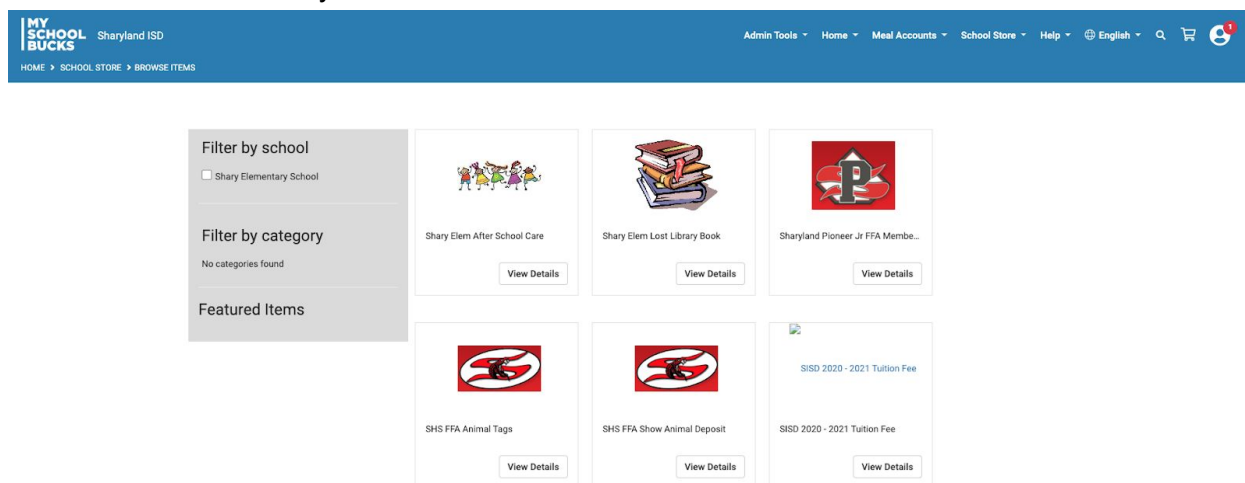 MY
SCHOOL
BUCKS
Sharyland ISD
Admin Tools Home Meal Accounts School Store Help English 1
HOME > SCHOOL STORE > BROWSE ITEMS
Filter by school
Shary Elementary School
Filter by category
No categories found
Featured Items
Shary Elem After School Care
View Details
Shary Elem Lost Library Book
View Details
P
Sharyland Pioneer Jr FFA Membe...
View Details
SHS FFA Animal Tags
View Details
SHS FFA Show Animal Deposit
View Details
SISD 2020 - 2021 Tuition Fee
SISD 2020 - 2021 Tuition Fee
View Details